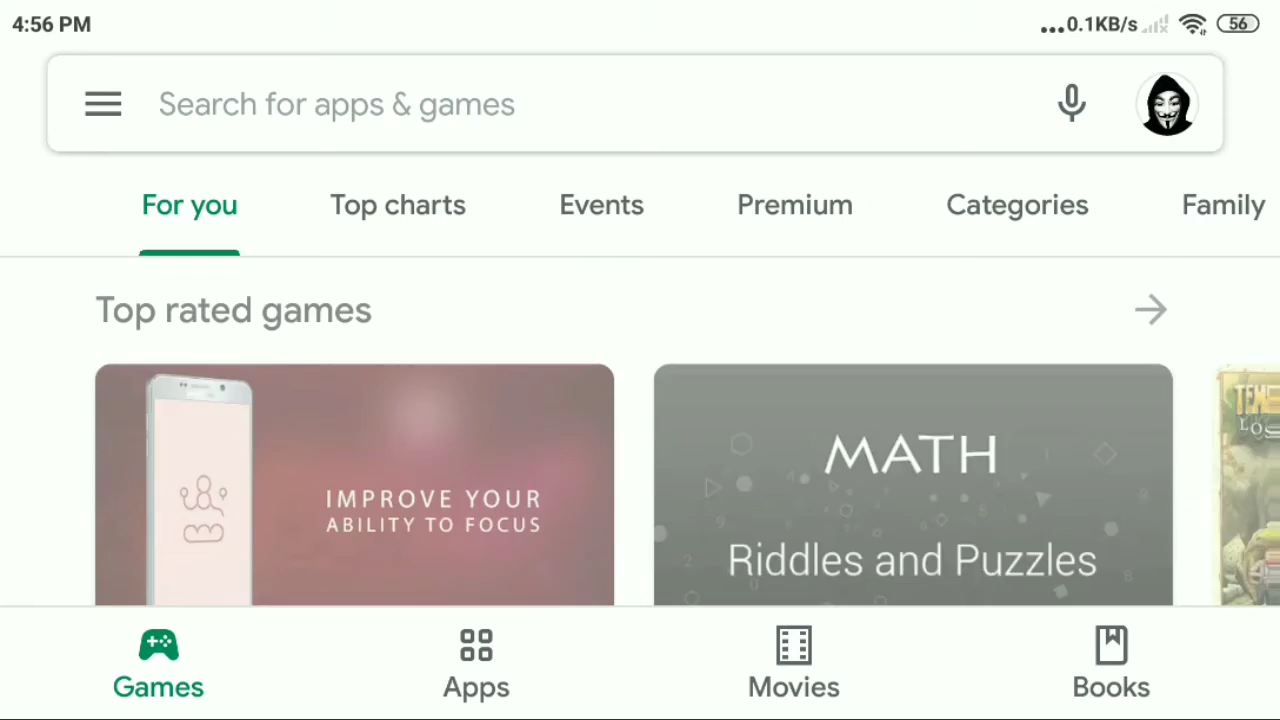 4:56 PM
...0.1KB/s
56
Search for apps & games
For you
Top charts
Events
Premium
Categories
Family
Top rated games
IMPROVE YOUR
ABILITY TO FOCUS
MATH
Riddles and Puzzles
Games
Apps
Movies
Books